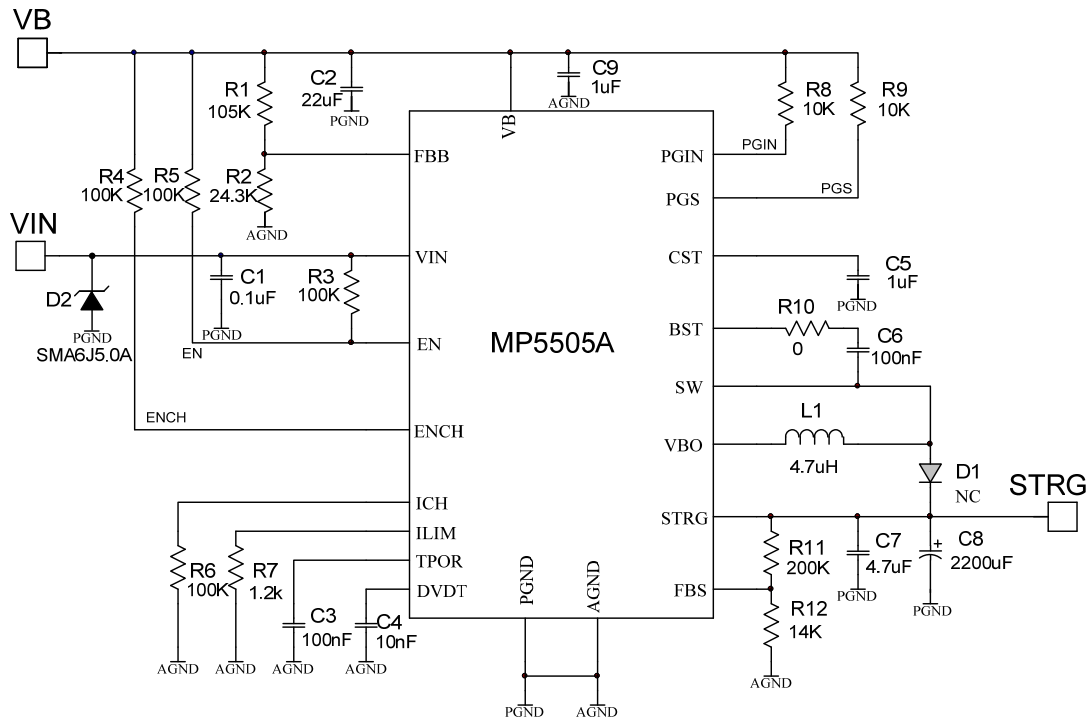 VB
C9
1uF
AGND
R1
105K
C2
22uF
PGND
VB
R8
10K
R9
10K
FBB
PGIN
PGIN
PGS
PGS
R4
100K
R5
100K
R2
24.3K
AGND
VIN
VIN
D2
PGND
SMA6J5.0A
C1
0.1uF
PGND
R3
100K
EN
EN
MP5505A
CST
C5
1uF
PGND
BST
R10
0
C6
100nF
SW
ENCH
ENCH
VBO
L1
4.7uH
D1
NC
ICH
ILIM
TPOR
DVDT
STRG
STRG
R6
100K
AGND
R7
1.2k
AGND
C3
100nF
AGND
C4
10nF
AGND
PGND
AGND
PGND
AGND
FBS
R11
200K
R12
14K
AGND
C7
4.7uF
PGND
+
C8
2200uF
PGND